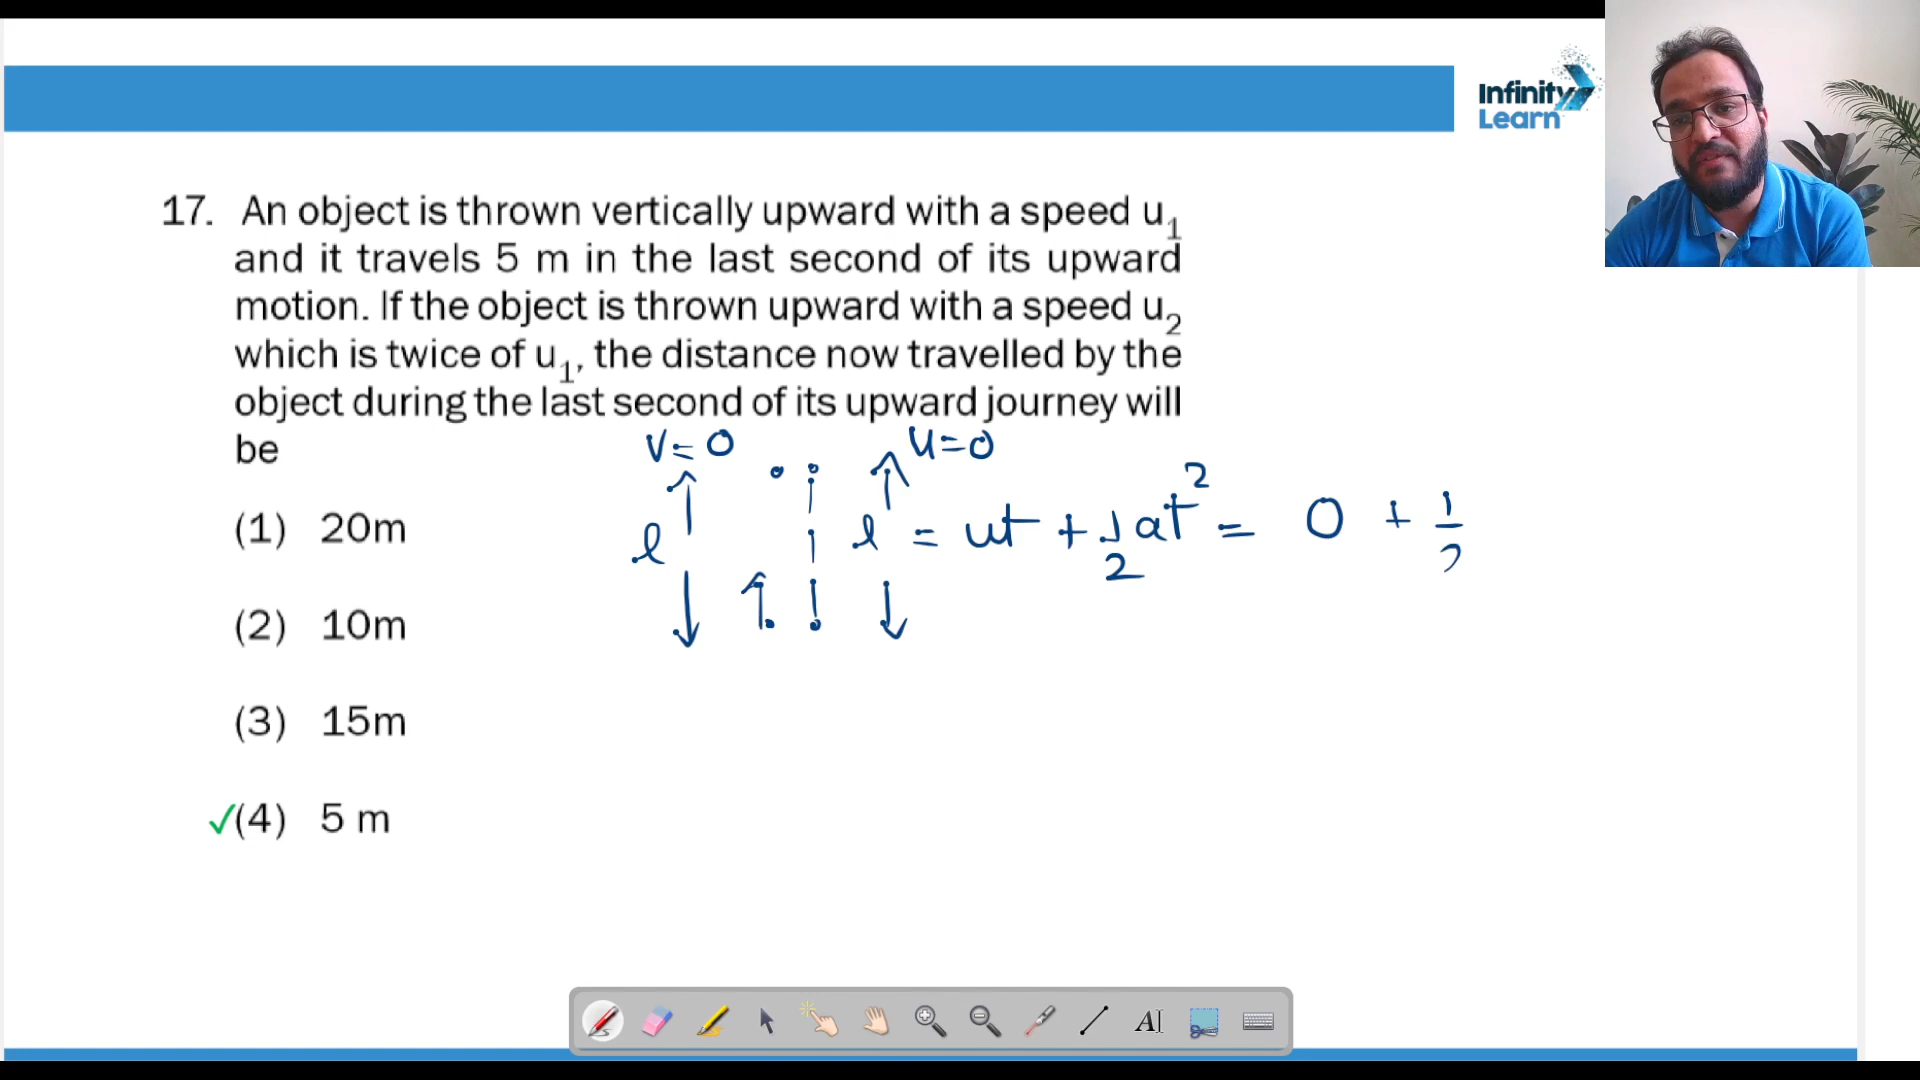 Infinity
Learn
17. An object is thrown vertically upward with a speed u₁
and it travels 5 m in the last second of its upward
motion. If the object is thrown upward with a speed u₂
which is twice of u₁, the distance now travelled by the
object during the last second of its upward journey will
be
v = 0 u = 0
l l = ut + 1/2 at² = 0 + 1/2
(1) 20m
(2) 10m
(3) 15m
✓(4) 5 m
AI